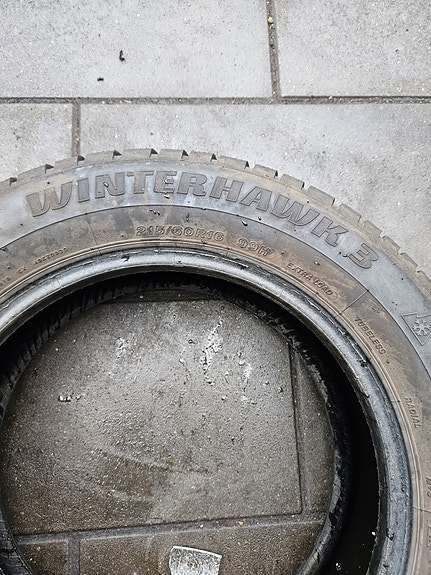 WINTERHAWK 3
215/60R16 99H
EXTRA LOAD
TUBELESS
RADIAL